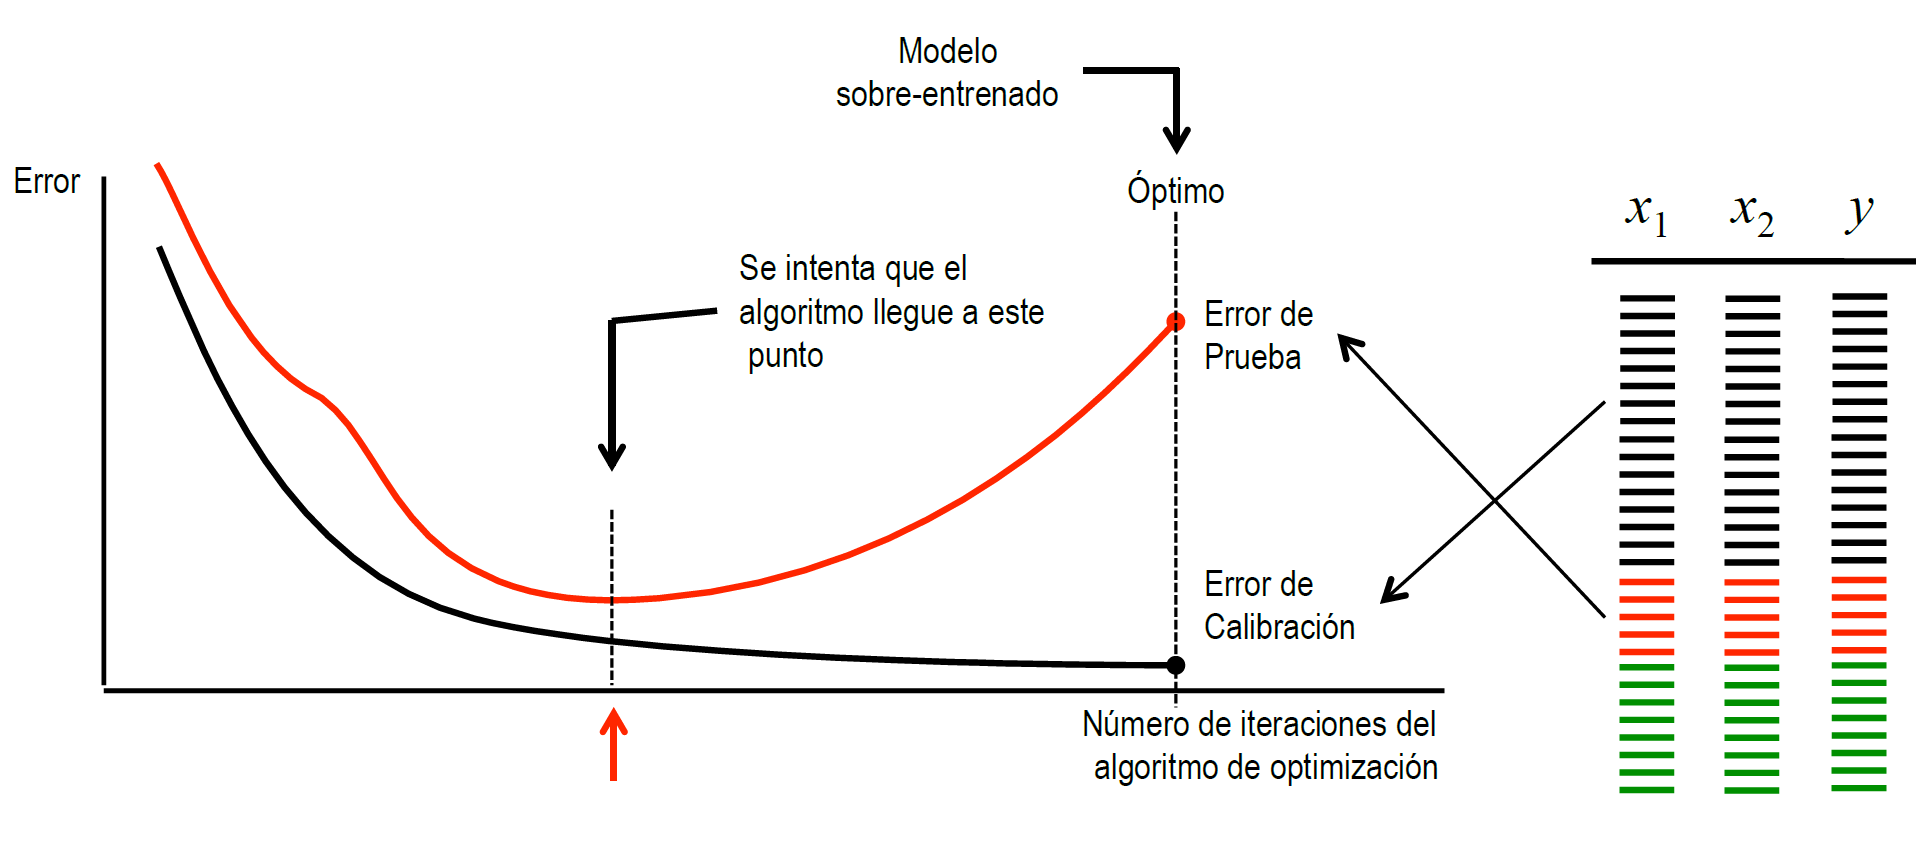 Modelo
sobre-entrenado
Error
Óptimo
x1 x2 y
Se intenta que el
algoritmo llegue a este
punto
Error de
Prueba
Error de
Calibración
Número de iteraciones del
algoritmo de optimización